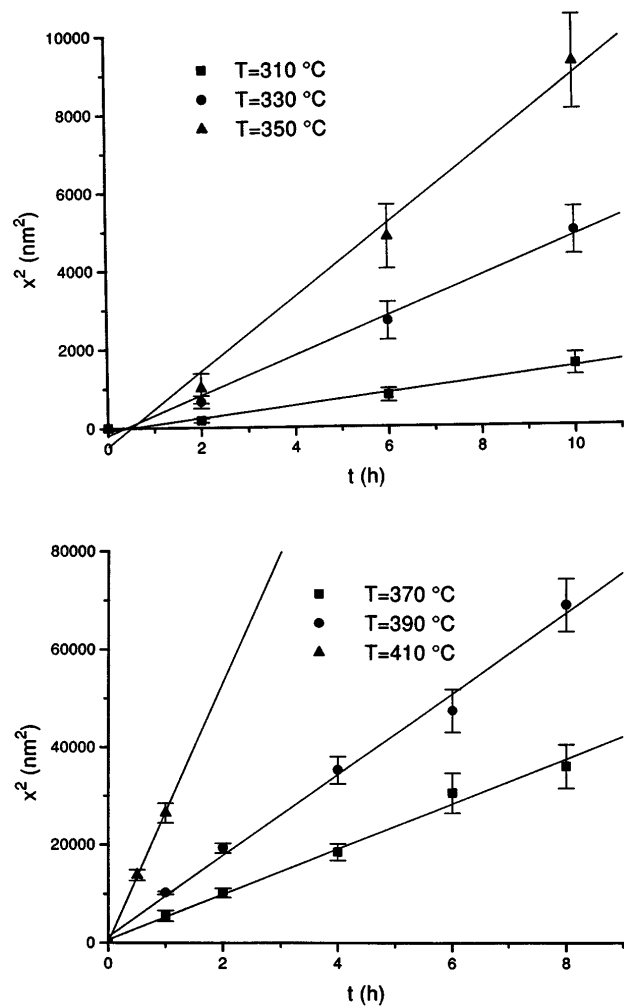 10000
8000
6000
4000
2000
0
x² (nm²)
T=310 °C
T=330 °C
T=350 °C
0 2 4 6 8 10
t (h)
80000
60000
40000
20000
0
x² (nm²)
T=370 °C
T=390 °C
T=410 °C
0 2 4 6 8
t (h)